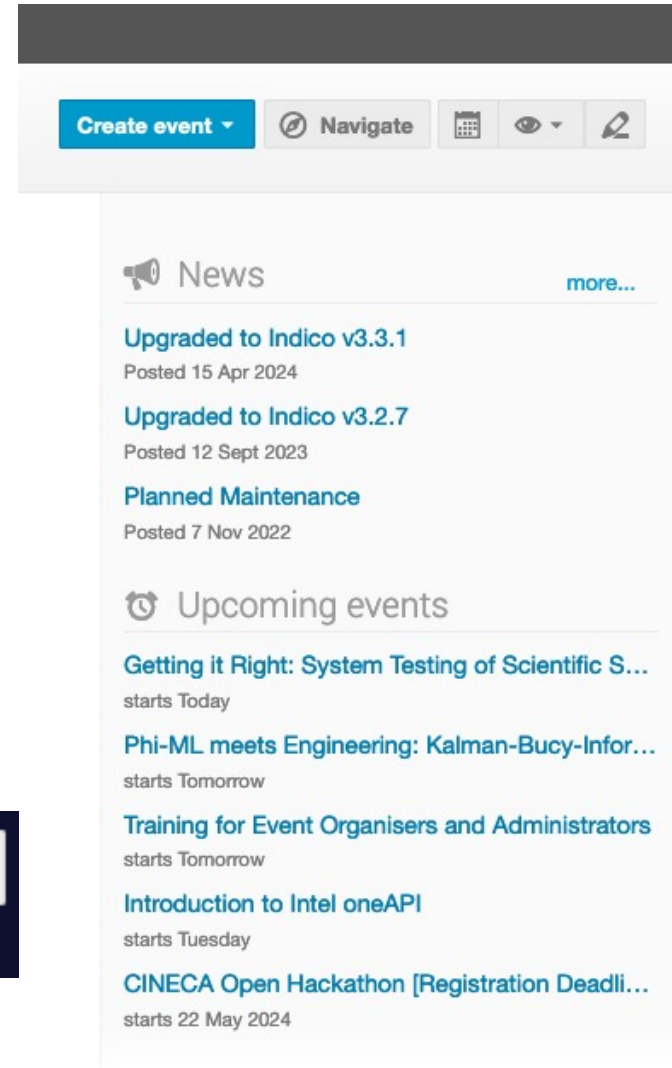 Create event
Navigate
News
more...
Upgraded to Indico v3.3.1
Posted 15 Apr 2024
Upgraded to Indico v3.2.7
Posted 12 Sept 2023
Planned Maintenance
Posted 7 Nov 2022
Upcoming events
Getting it Right: System Testing of Scientific S...
starts Today
Phi-ML meets Engineering: Kalman-Bucy-Infor...
starts Tomorrow
Training for Event Organisers and Administrators
starts Tomorrow
Introduction to Intel oneAPI
starts Tuesday
CINECA Open Hackathon [Registration Deadli...
starts 22 May 2024